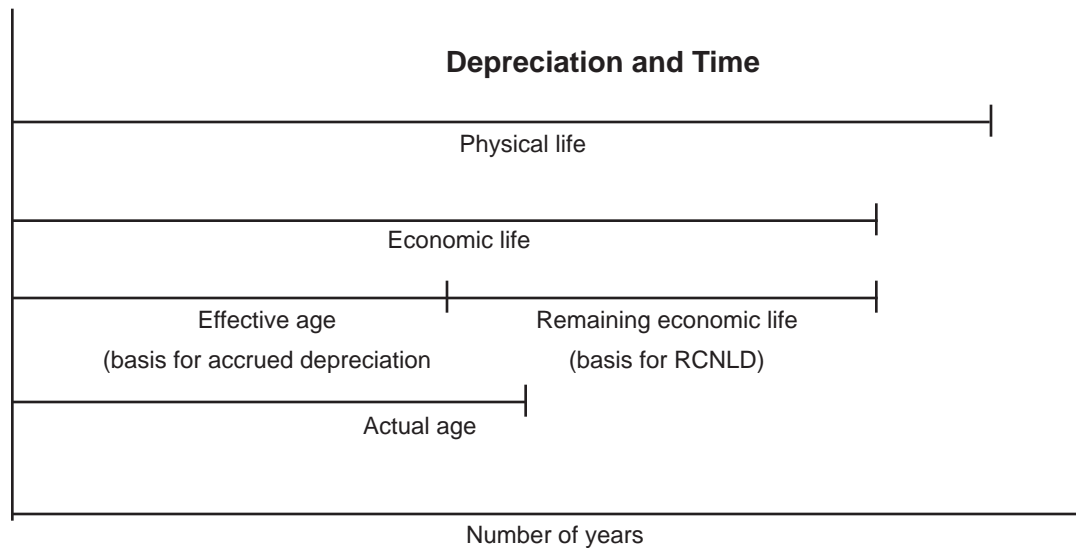 Depreciation and Time
Physical life
Economic life
Effective age
Remaining economic life
(basis for accrued depreciation
(basis for RCNLD)
Actual age
Number of years